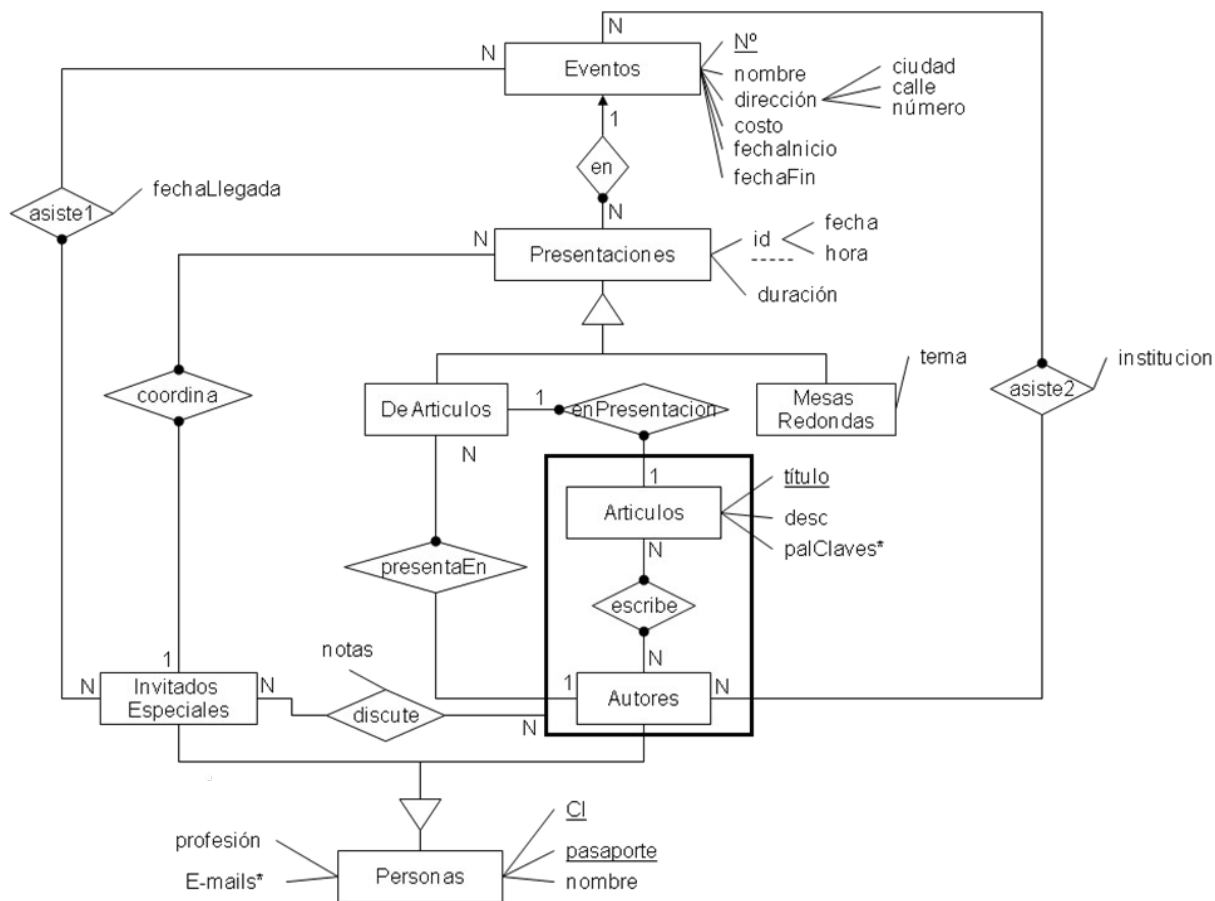 N
N
Nº
Eventos
nombre
ciudad
dirección
calle
número
costo
1
fechaInicio
en
fechaFin
fechaLlegada
asiste1
N
N
Presentaciones
id
fecha
hora
duración
tema
institucion
coordina
1
asiste2
DeArticulos
enPresentacion
Mesas
Redondas
N
1
título
Articulos
desc
N
palClaves*
presentaEn
escribe
notas
1
N
N
Invitados
Especiales
N
1
Autores
N
discute
N
CI
profesión
pasaporte
E-mails*
Personas
nombre